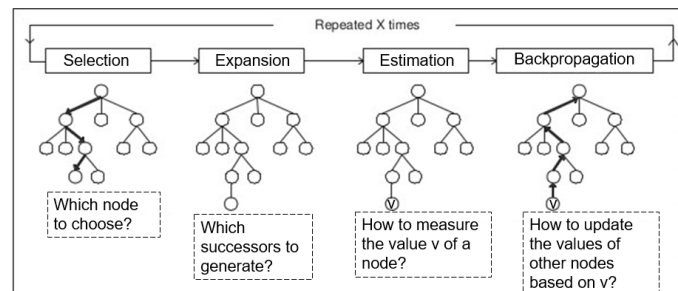 Repeated X times
Selection
Expansion
Estimation
Backpropagation
V
V
Which node
to choose?
Which
successors to
generate?
How to measure
the value v of a
node?
How to update
the values of
other nodes
based on v?